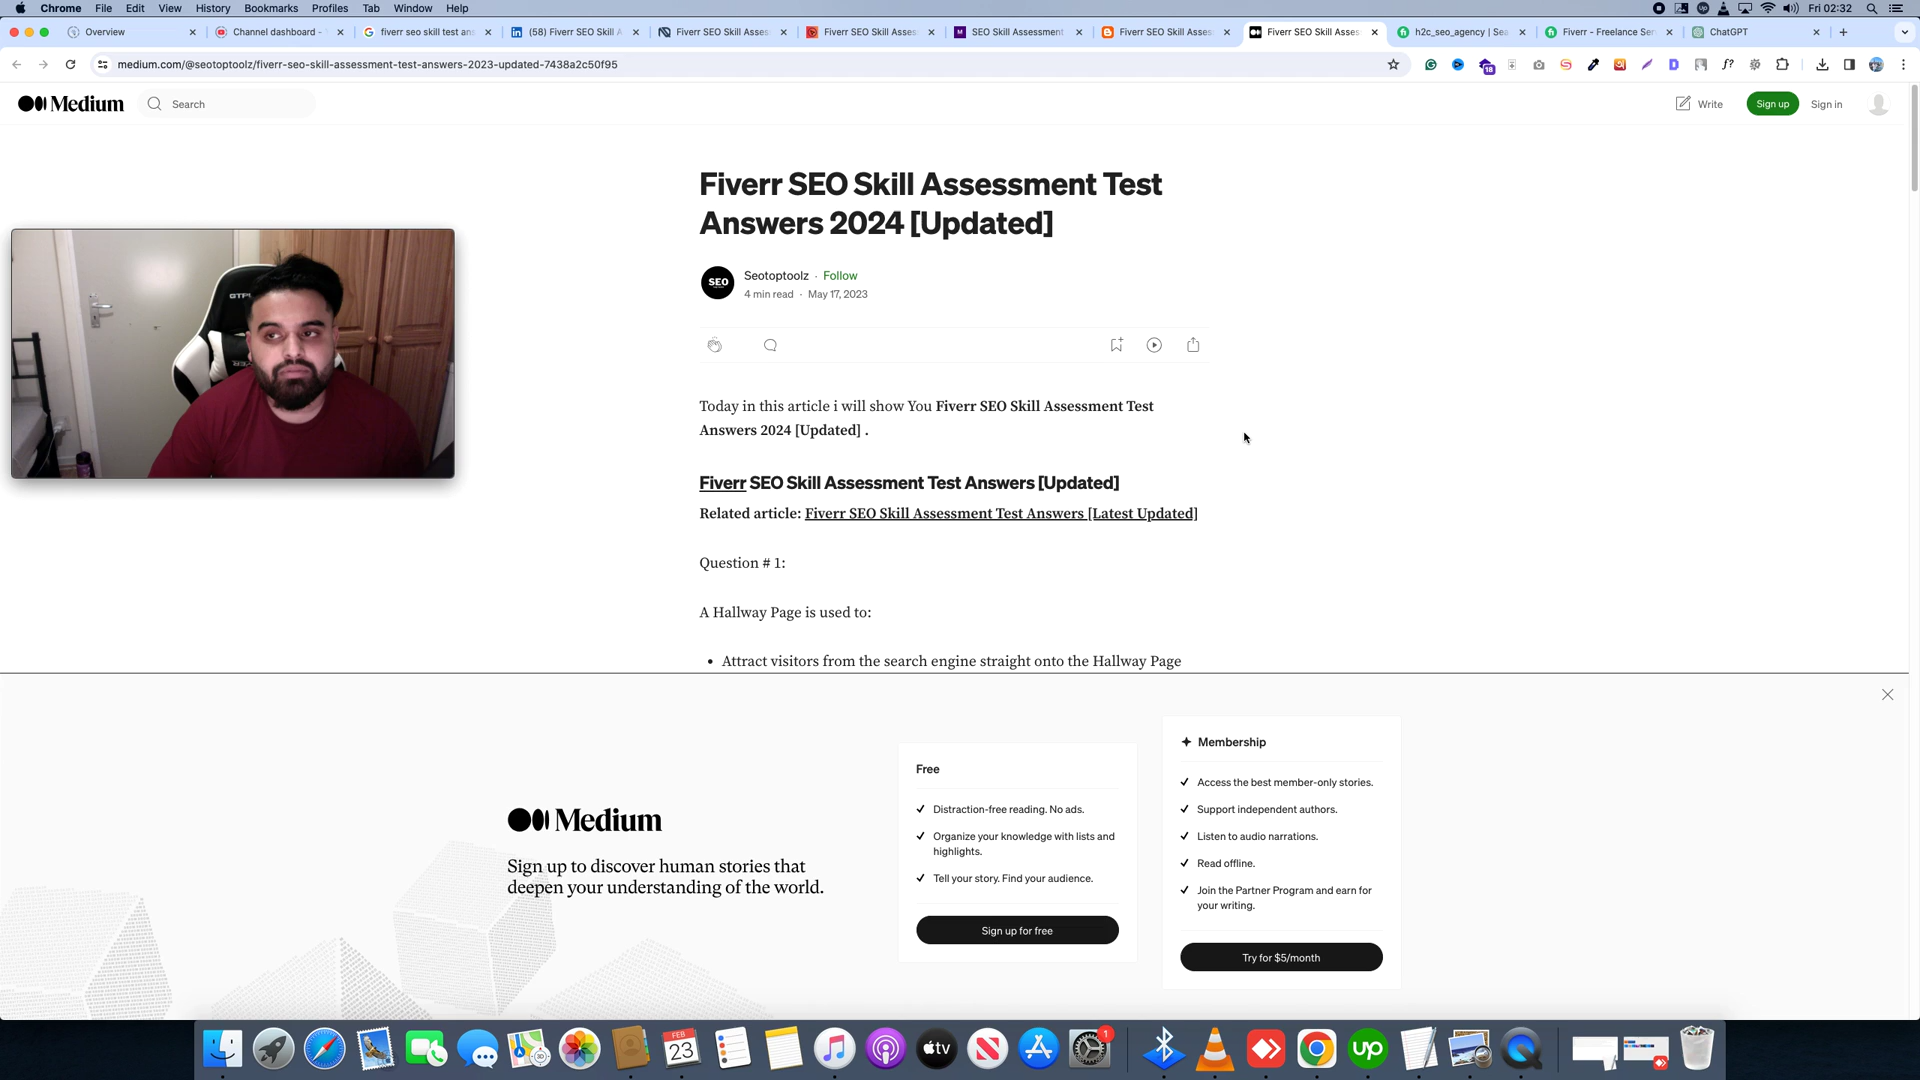 Chrome File Edit View History Bookmarks Profiles Tab Window Help Fri 02:32
Overview
Channel dashboard -
fiverr seo skill test ans
(58) Fiverr SEO Skill A
Fiverr SEO Skill Asses
Fiverr SEO Skill Asses
SEO Skill Assessment
Fiverr SEO Skill Asses
Fiverr SEO Skill Asses
h2c_seo_agency | Sea
Fiverr - Freelance Ser
ChatGPT
medium.com/@seotoptoolz/fiverr-seo-skill-assessment-test-answers-2023-updated-7438a2c50f95
18
f?
Medium Search Write Sign up Sign in
Fiverr SEO Skill Assessment Test
Answers 2024 [Updated]
SEO
Seotoptoolz · Follow
4 min read · May 17, 2023
Today in this article i will show You Fiverr SEO Skill Assessment Test
Answers 2024 [Updated] .
Fiverr SEO Skill Assessment Test Answers [Updated]
Related article: Fiverr SEO Skill Assessment Test Answers [Latest Updated]
Question # 1:
A Hallway Page is used to:
• Attract visitors from the search engine straight onto the Hallway Page
Medium
Sign up to discover human stories that
deepen your understanding of the world.
Free
Distraction-free reading. No ads.
Organize your knowledge with lists and
highlights.
Tell your story. Find your audience.
Sign up for free
Membership
Access the best member-only stories.
Support independent authors.
Listen to audio narrations.
Read offline.
Join the Partner Program and earn for
your writing.
Try for $5/month
FEB
23
tv
1
up